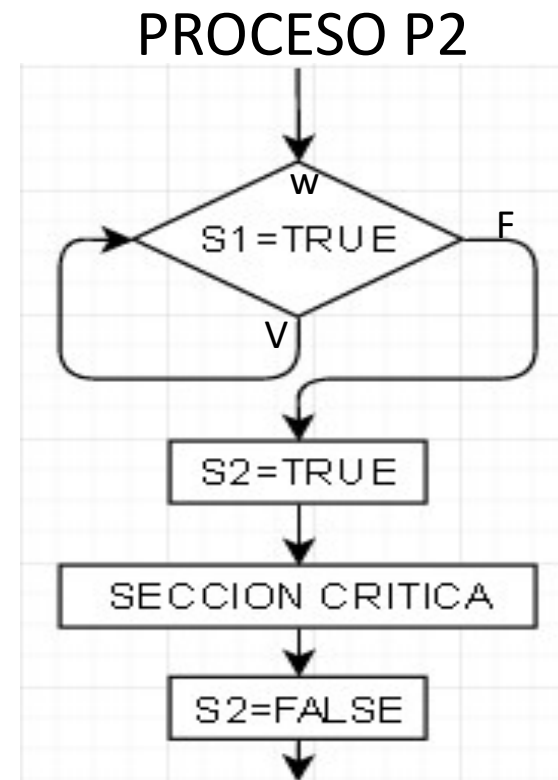 PROCESO P2
W
S1=TRUE
F
V
S2=TRUE
SECCION CRITICA
S2=FALSE